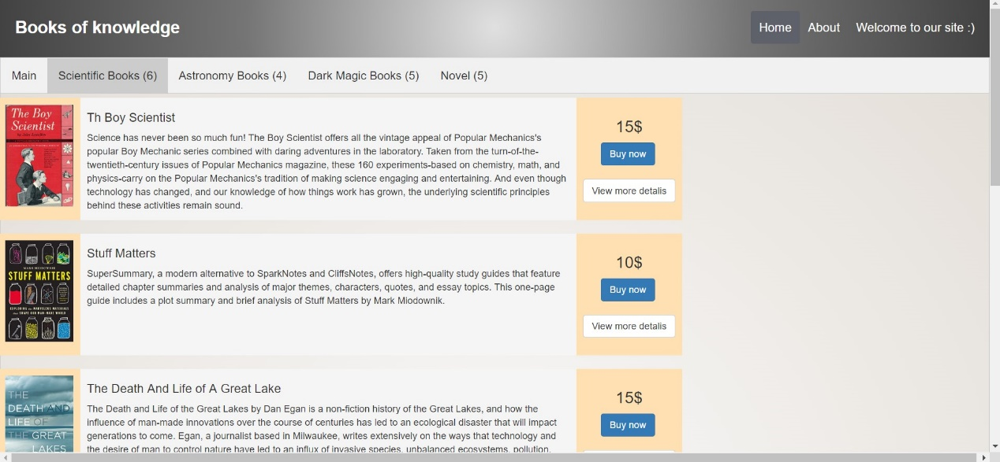 Books of knowledge
Home
About
Welcome to our site :)
Main
Scientific Books (6)
Astronomy Books (4)
Dark Magic Books (5)
Novel (5)
The Boy
Scientist
Th Boy Scientist
Science has never been so much fun! The Boy Scientist offers all the vintage appeal of Popular Mechanics's
popular Boy Mechanic series combined with daring adventures in the laboratory. Taken from the turn-of-the-
twentieth-century issues of Popular Mechanics magazine, these 160 experiments-based on chemistry, math, and
physics-carry on the Popular Mechanics's tradition of making science engaging and entertaining. And even though
technology has changed, and our knowledge of how things work has grown, the underlying scientific principles
behind these activities remain sound.
15$
Buy now
View more detalis
MARK MIODOWNIK
STUFF MATTERS
Stuff Matters
SuperSummary, a modern alternative to SparkNotes and CliffsNotes, offers high-quality study guides that feature
detailed chapter summaries and analysis of major themes, characters, quotes, and essay topics. This one-page
guide includes a plot summary and brief analysis of Stuff Matters by Mark Miodownik.
10$
Buy now
View more detalis
THE
DEATH AND
LIFE OF
THE GREAT
LAKES
The Death And Life of A Great Lake
The Death and Life of the Great Lakes by Dan Egan is a non-fiction history of the Great Lakes, and how the
influence of man-made innovations over the course of centuries has led to an ecological disaster that will impact
generations to come. Egan, a journalist based in Milwaukee, writes extensively on the ways that technology and
the desire of man to control nature have led to an influx of invasive species, unbalanced ecosystems, pollution,
15$
Buy now